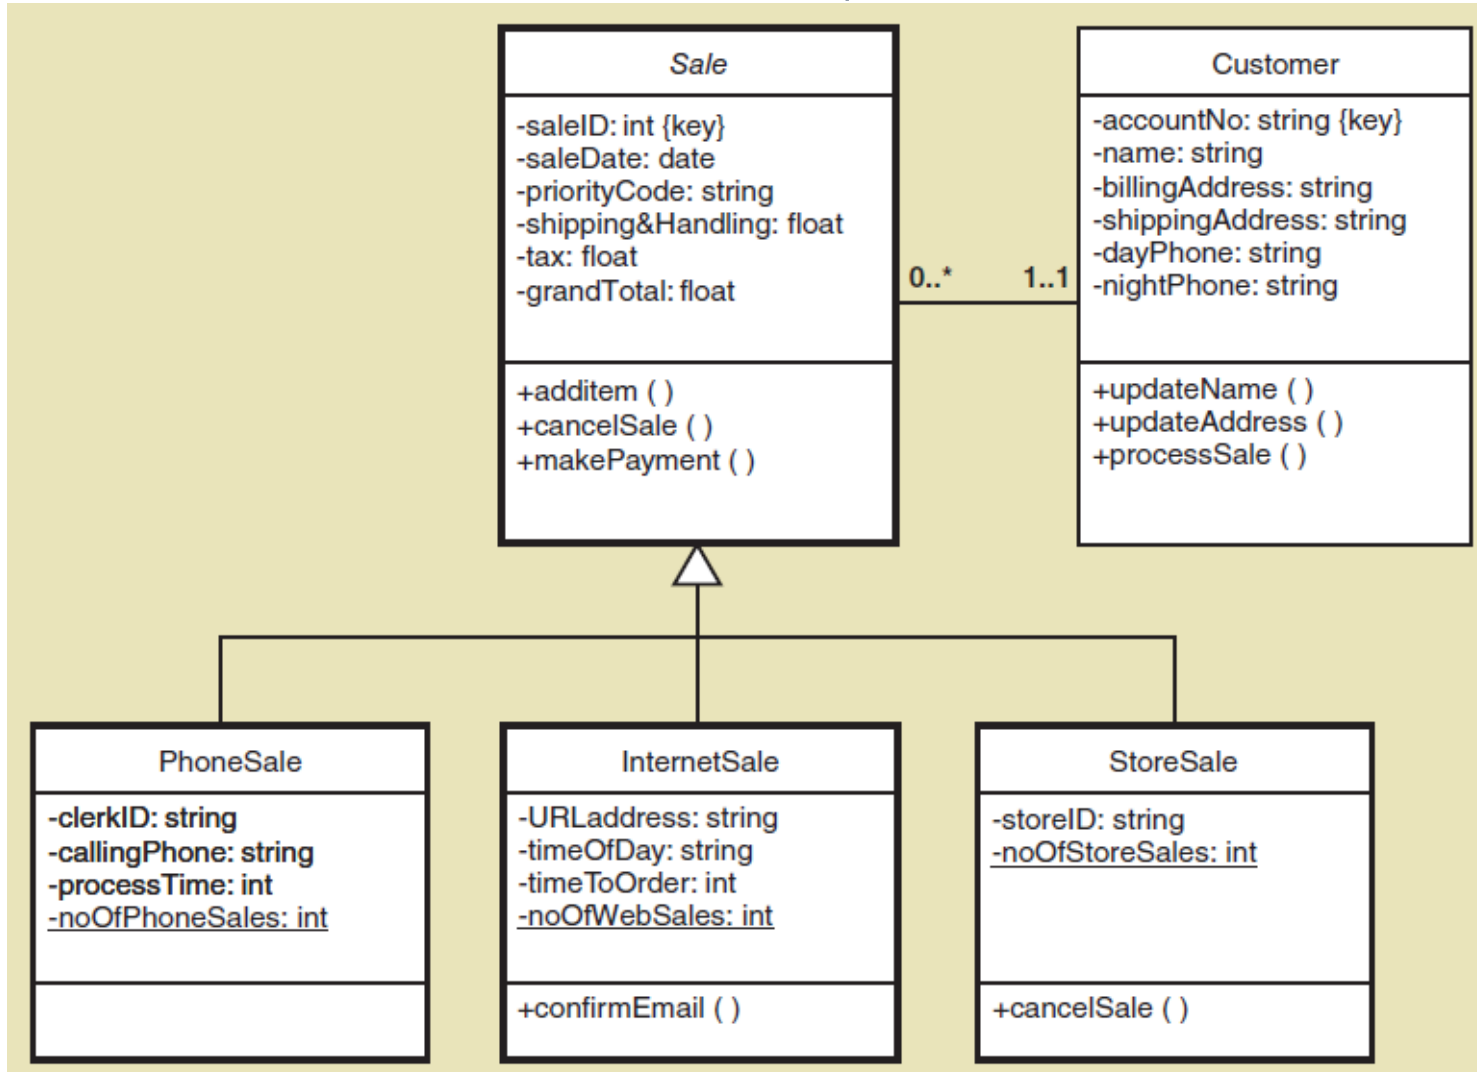 Sale
-saleID: int {key}
-saleDate: date
-priorityCode: string
-shipping&Handling: float
-tax: float
-grandTotal: float
+additem ( )
+cancelSale ( )
+makePayment ( )
0..* 1..1
Customer
-accountNo: string {key}
-name: string
-billingAddress: string
-shippingAddress: string
-dayPhone: string
-nightPhone: string
+updateName ( )
+updateAddress ( )
+processSale ( )
PhoneSale
-clerkID: string
-callingPhone: string
-processTime: int
-noOfPhoneSales: int
InternetSale
-URLaddress: string
-timeOfDay: string
-timeToOrder: int
-noOfWebSales: int
+confirmEmail ( )
StoreSale
-storeID: string
-noOfStoreSales: int
+cancelSale ( )